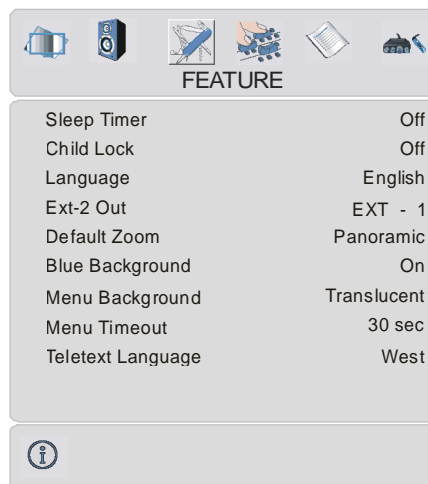 FEATURE
Sleep Timer Off
Child Lock Off
Language English
Ext-2 Out EXT - 1
Default Zoom Panoramic
Blue Background On
Menu Background Translucent
Menu Timeout 30 sec
Teletext Language West
i